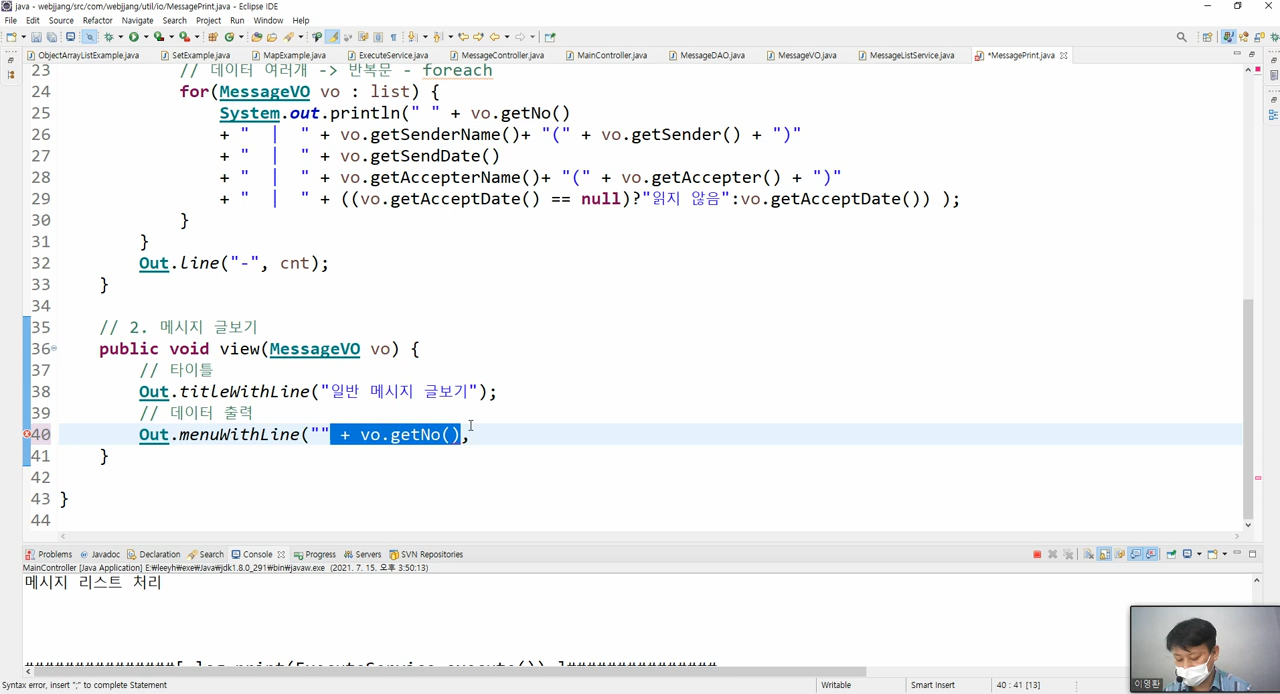 java - webjjang/src/com/webjjang/util/io/MessagePrint.java - Eclipse IDE
File Edit Source Refactor Navigate Search Project Run Window Help
ObjectArrayListExample.java SetExample.java MapExample.java ExecuteService.java MessageController.java MainController.java MessageDAO.java MessageVO.java MessageListService.java *MessagePrint.java
23 // 데이터 여러개 -> 반복문 - foreach
24 for(MessageVO vo : list) {
25 System.out.println(" " + vo.getNo()
26 + " | " + vo.getSenderName()+ "(" + vo.getSender() + ")"
27 + " | " + vo.getSendDate()
28 + " | " + vo.getAccepterName()+ "(" + vo.getAccepter() + ")"
29 + " | " + ((vo.getAcceptDate() == null)?"읽지 않음":vo.getAcceptDate()) );
30 }
31 }
32 Out.line("-", cnt);
33 }
34
35 // 2. 메시지 글보기
36 public void view(MessageVO vo) {
37 // 타이틀
38 Out.titleWithLine("일반 메시지 글보기");
39 // 데이터 출력
40 Out.menuWithLine("" + vo.getNo(),
41 }
42
43 }
44
Problems Javadoc Declaration Search Console Progress Servers SVN Repositories
MainController [Java Application] E:₩leeyh₩exe₩Java₩jdk1.8.0_291₩bin₩javaw.exe (2021. 7. 15. 오후 3:50:13)
메시지 리스트 처리
###############[ log print(ExecuteService.execute()) ]###############
이영환
Syntax error, insert ";" to complete Statement Writable Smart Insert 40 : 41 [13]